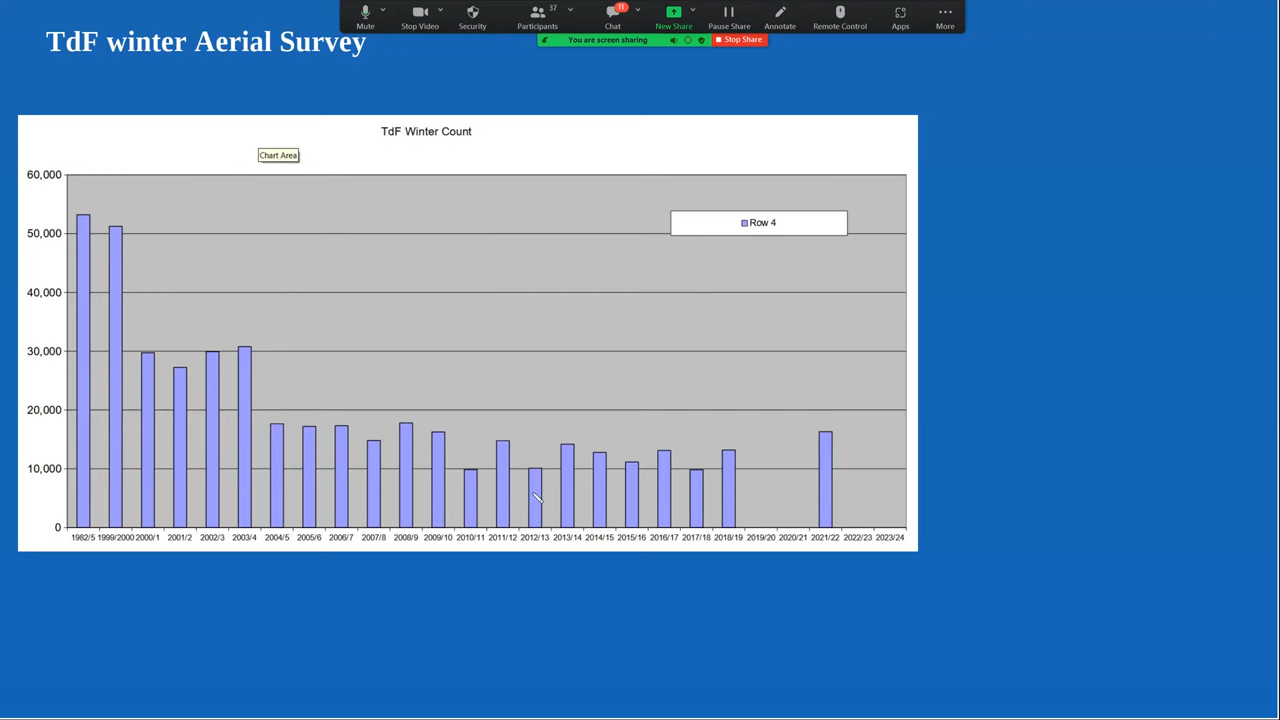 Mute Stop Video Security Participants 37 Chat 11 New Share Pause Share Annotate Remote Control Apps More
You are screen sharing Stop Share
TdF winter Aerial Survey
TdF Winter Count
Chart Area
Row 4
60,000
50,000
40,000
30,000
20,000
10,000
0
1982/5 1999/2000 2000/1 2001/2 2002/3 2003/4 2004/5 2005/6 2006/7 2007/8 2008/9 2009/10 2010/11 2011/12 2012/13 2013/14 2014/15 2015/16 2016/17 2017/18 2018/19 2019/20 2020/21 2021/22 2022/23 2023/24